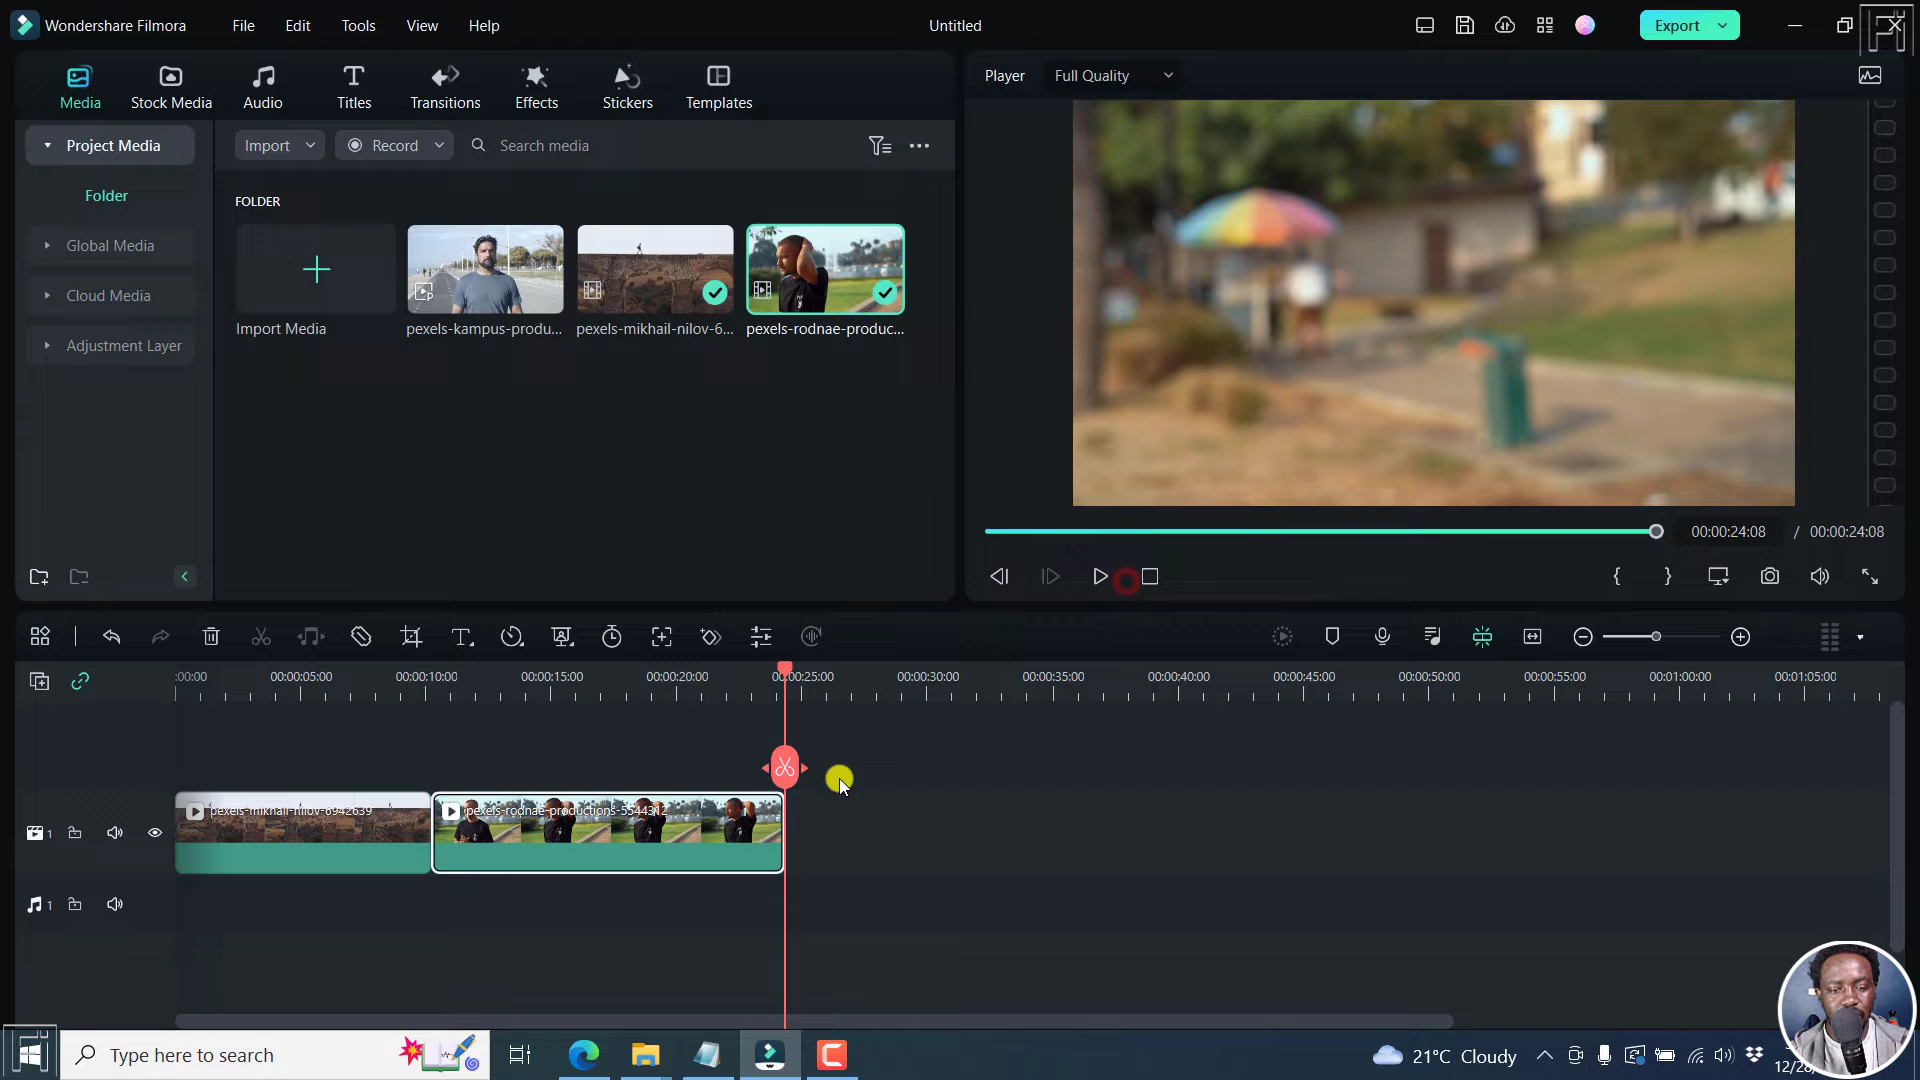 Wondershare Filmora File Edit Tools View Help Untitled Export
Media Stock Media Audio Titles Transitions Effects Stickers Templates
Player Full Quality
Project Media Import Record Search media
Folder
Global Media
Cloud Media
Adjustment Layer
FOLDER
Import Media pexels-kampus-produ... pexels-mikhail-nilov-6... pexels-rodnae-produc...
00:00:24:08 / 00:00:24:08
:00:00 00:00:05:00 00:00:10:00 00:00:15:00 00:00:20:00 00:00:25:00 00:00:30:00 00:00:35:00 00:00:40:00 00:00:45:00 00:00:50:00 00:00:55:00 00:01:00:00 00:01:05:00
pexels-mikhail-nilov-6942639 pexels-rodnae-productions-5544312
1
1
Type here to search 21°C Cloudy